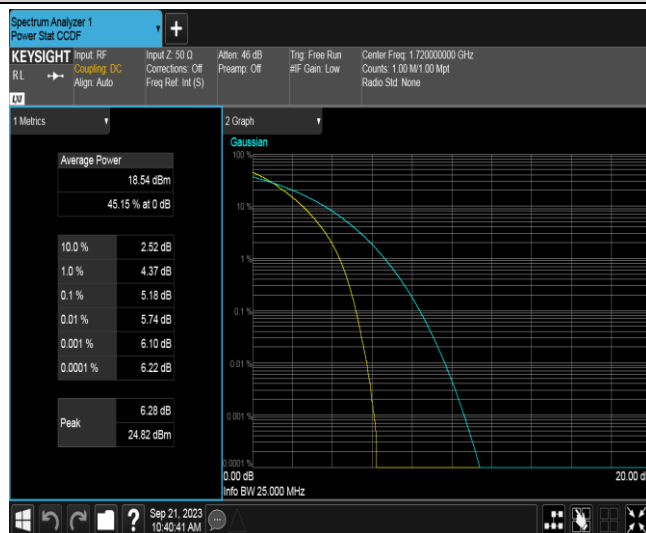 Spectrum Analyzer 1
Power Stat CCDF
KEYSIGHT
RL
LXI
Input: RF
Coupling: DC
Align: Auto
Input Z: 50 Ω
Corrections: Off
Freq Ref: Int (S)
Atten: 46 dB
Preamp: Off
Trig: Free Run
#IF Gain: Low
Center Freq: 1.720000000 GHz
Counts: 1.00 M/1.00 Mpt
Radio Std: None
1 Metrics
Average Power
18.54 dBm
45.15 % at 0 dB
10.0 % 2.52 dB
1.0 % 4.37 dB
0.1 % 5.18 dB
0.01 % 5.74 dB
0.001 % 6.10 dB
0.0001 % 6.22 dB
Peak
6.28 dB
24.82 dBm
2 Graph
Gaussian
100 %
10 %
1 %
0.1 %
0.01 %
0.001 %
0.0001 %
0.00 dB
20.00 d
Info BW 25.000 MHz
?
Sep 21, 2023
10:40:41 AM